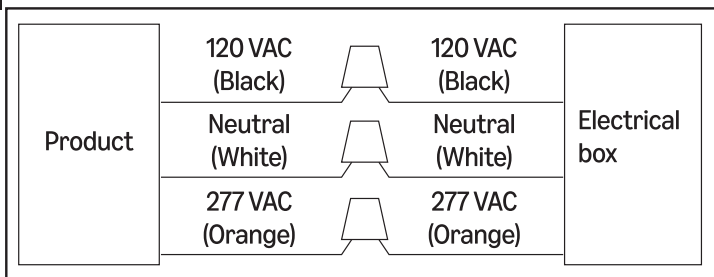 120 VAC
(Black)
120 VAC
(Black)
Product
Neutral
(White)
Neutral
(White)
Electrical
box
277 VAC
(Orange)
277 VAC
(Orange)